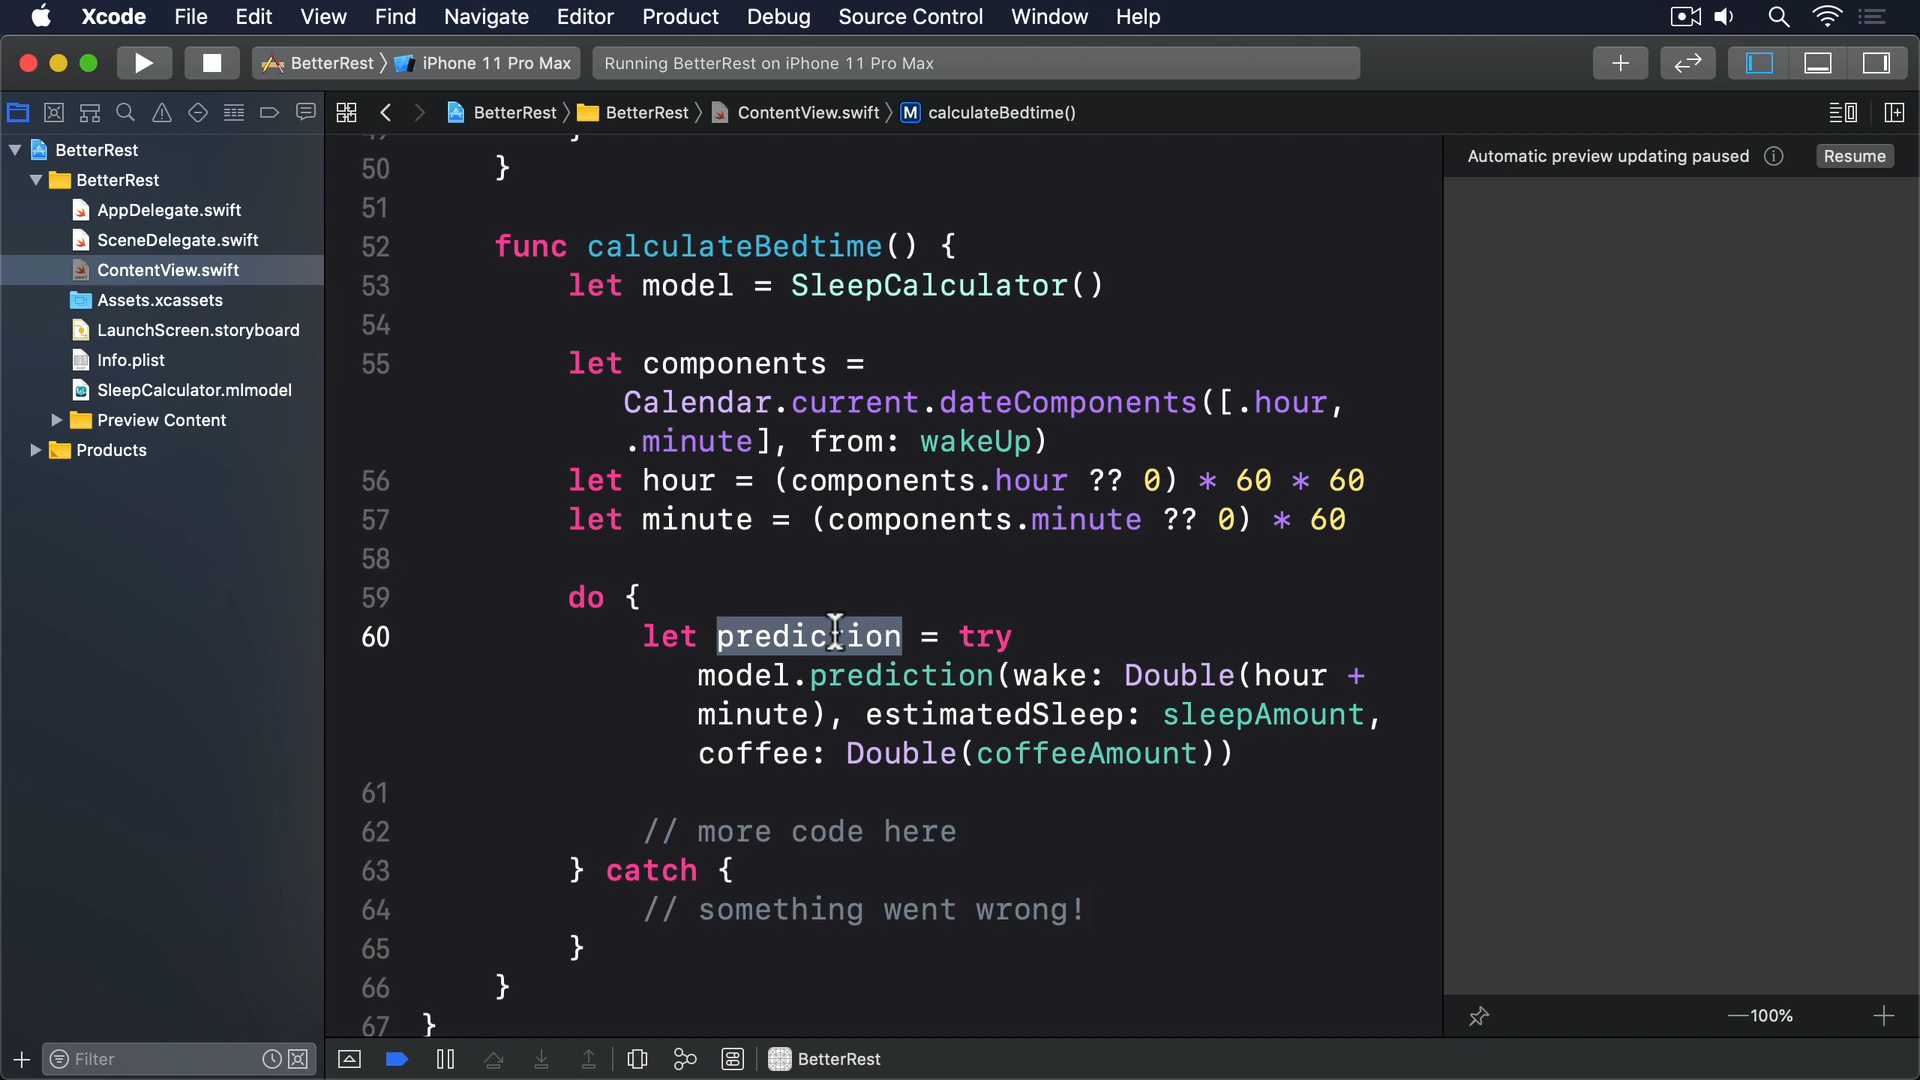 Xcode File Edit View Find Navigate Editor Product Debug Source Control Window Help
BetterRest 〉 iPhone 11 Pro Max
Running BetterRest on iPhone 11 Pro Max
BetterRest 〉 BetterRest 〉 ContentView.swift 〉 M calculateBedtime()
BetterRest
BetterRest
AppDelegate.swift
SceneDelegate.swift
ContentView.swift
Assets.xcassets
LaunchScreen.storyboard
Info.plist
SleepCalculator.mlmodel
Preview Content
Products
Filter
49 }
50 }
51
52 func calculateBedtime() {
53 let model = SleepCalculator()
54
55 let components =
Calendar.current.dateComponents([.hour,
.minute], from: wakeUp)
56 let hour = (components.hour ?? 0) * 60 * 60
57 let minute = (components.minute ?? 0) * 60
58
59 do {
60 let prediction = try
model.prediction(wake: Double(hour +
minute), estimatedSleep: sleepAmount,
coffee: Double(coffeeAmount))
61
62 // more code here
63 } catch {
64 // something went wrong!
65 }
66 }
67 }
BetterRest
Automatic preview updating paused
Resume
100%